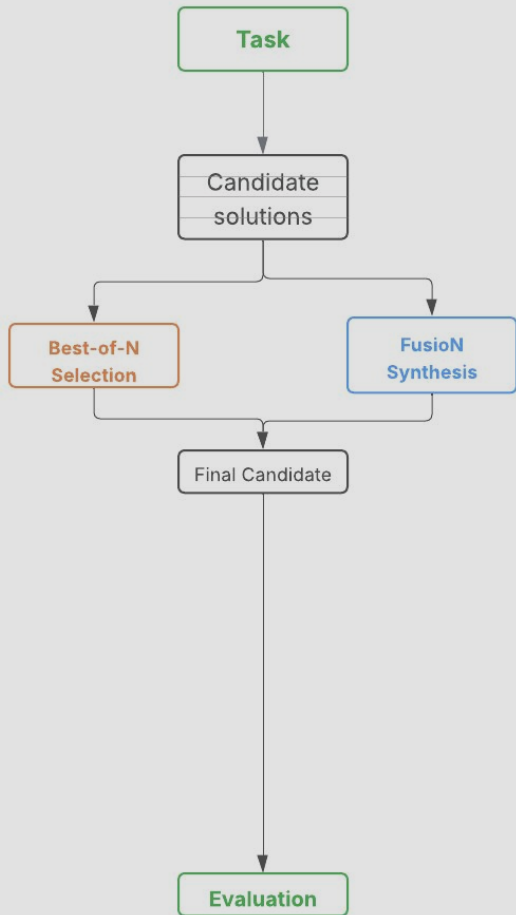 Task
Candidate
solutions
Best-of-N
Selection
FusioN
Synthesis
Final Candidate
Evaluation